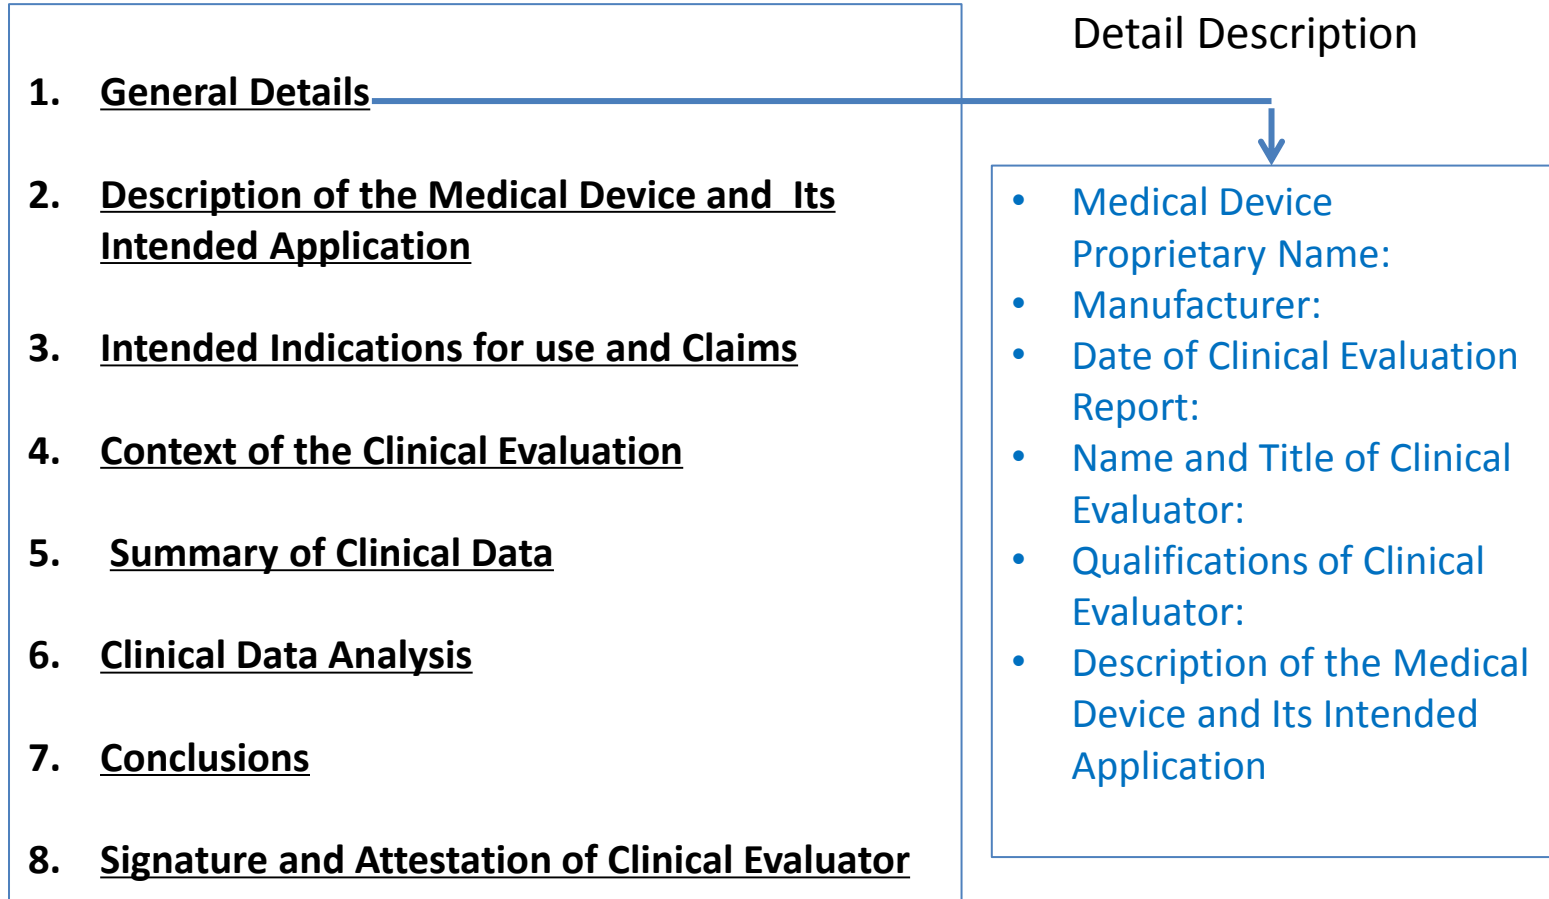 1. General Details
2. Description of the Medical Device and Its
Intended Application
3. Intended Indications for use and Claims
4. Context of the Clinical Evaluation
5. Summary of Clinical Data
6. Clinical Data Analysis
7. Conclusions
8. Signature and Attestation of Clinical Evaluator
Detail Description
• Medical Device
Proprietary Name:
• Manufacturer:
• Date of Clinical Evaluation
Report:
• Name and Title of Clinical
Evaluator:
• Qualifications of Clinical
Evaluator:
• Description of the Medical
Device and Its Intended
Application